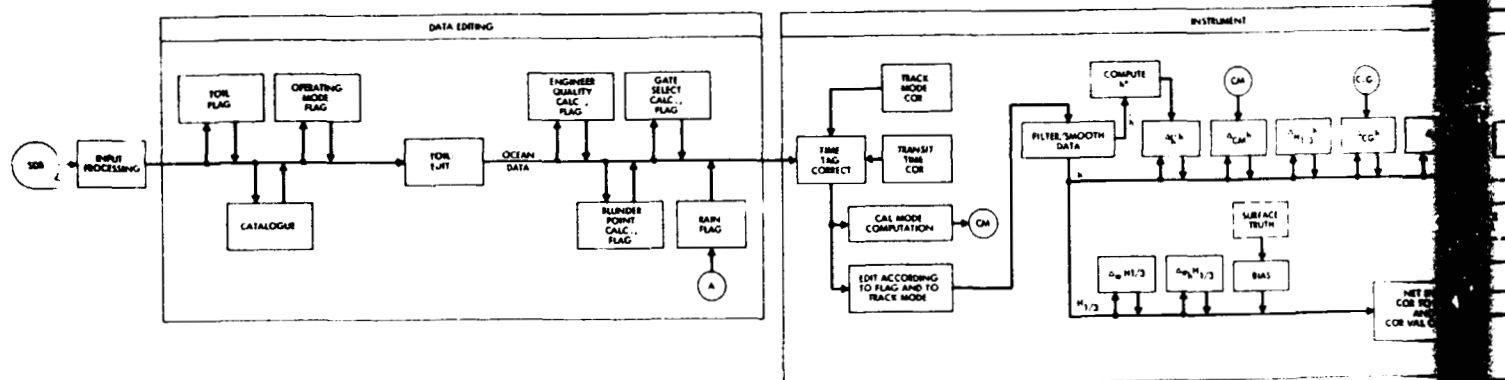 DATA EDITING
INSTRUMENT
TOIL
FLAG
OPERATING
MODE
FLAG
ENGINEER
QUALITY
CALC.,
FLAG
GATE
SELECT
CALC.,
FLAG
TRACK
MODE
COR
COMPUTE
CM
SDR
INPUT
PROCESSING
TOIL
EDIT
OCEAN
DATA
TIME
TAG
CORRECT
TRANSIT
TIME
COR
FILTER/SMOOTH
DATA
h
h
CATALOGUE
BLUNDER
POINT
CALC.,
FLAG
RAIN
FLAG
A
CAL MODE
COMPUTATION
CM
EDIT ACCORDING
TO FLAG AND TO
TRACK MODE
SURFACE
TRUTH
BIAS
H1/3